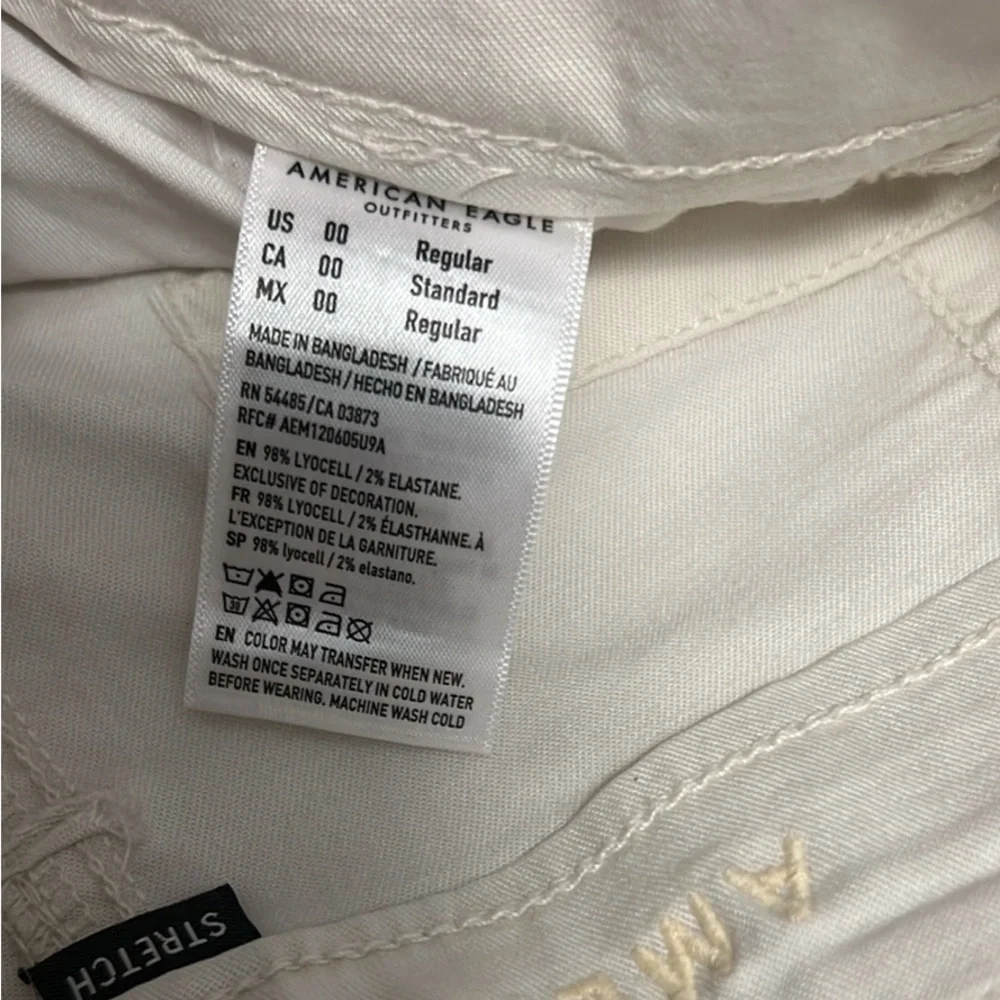 AMERICAN EAGLE
OUTFITTERS
US 00 Regular
CA 00 Standard
MX 00 Regular
MADE IN BANGLADESH / FABRIQUÉ AU
BANGLADESH / HECHO EN BANGLADESH
RN 54485/CA 03873
RFC# AEM120605U9A
EN 98% LYOCELL / 2% ELASTANE.
EXCLUSIVE OF DECORATION.
FR 98% LYOCELL / 2% ÉLASTHANNE. À
L'EXCEPTION DE LA GARNITURE.
SP 98% lyocell / 2% elastano.
30
EN COLOR MAY TRANSFER WHEN NEW.
WASH ONCE SEPARATELY IN COLD WATER
BEFORE WEARING. MACHINE WASH COLD
STRETCH
AM